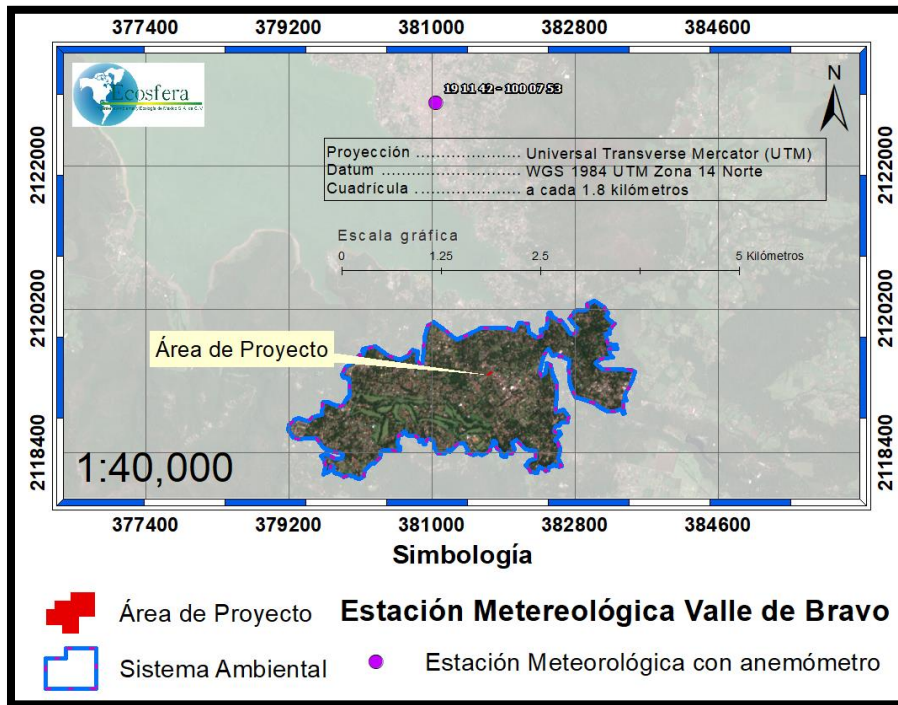 377400 379200 381000 382800 384600
Ecosfera
19 11 42 - 100 07 53
N
Proyección ..................... Universal Transverse Mercator (UTM)
Datum ........................... WGS 1984 UTM Zona 14 Norte
Cuadrícula ...................... a cada 1.8 kilómetros
2122000
2122000
Escala gráfica
0 1.25 2.5 5 Kilómetros
2120200
2120200
Área de Proyecto
2118400
2118400
1:40,000
377400 379200 381000 382800 384600
Simbología
Área de Proyecto
Estación Metereológica Valle de Bravo
Sistema Ambiental
Estación Meteorológica con anemómetro